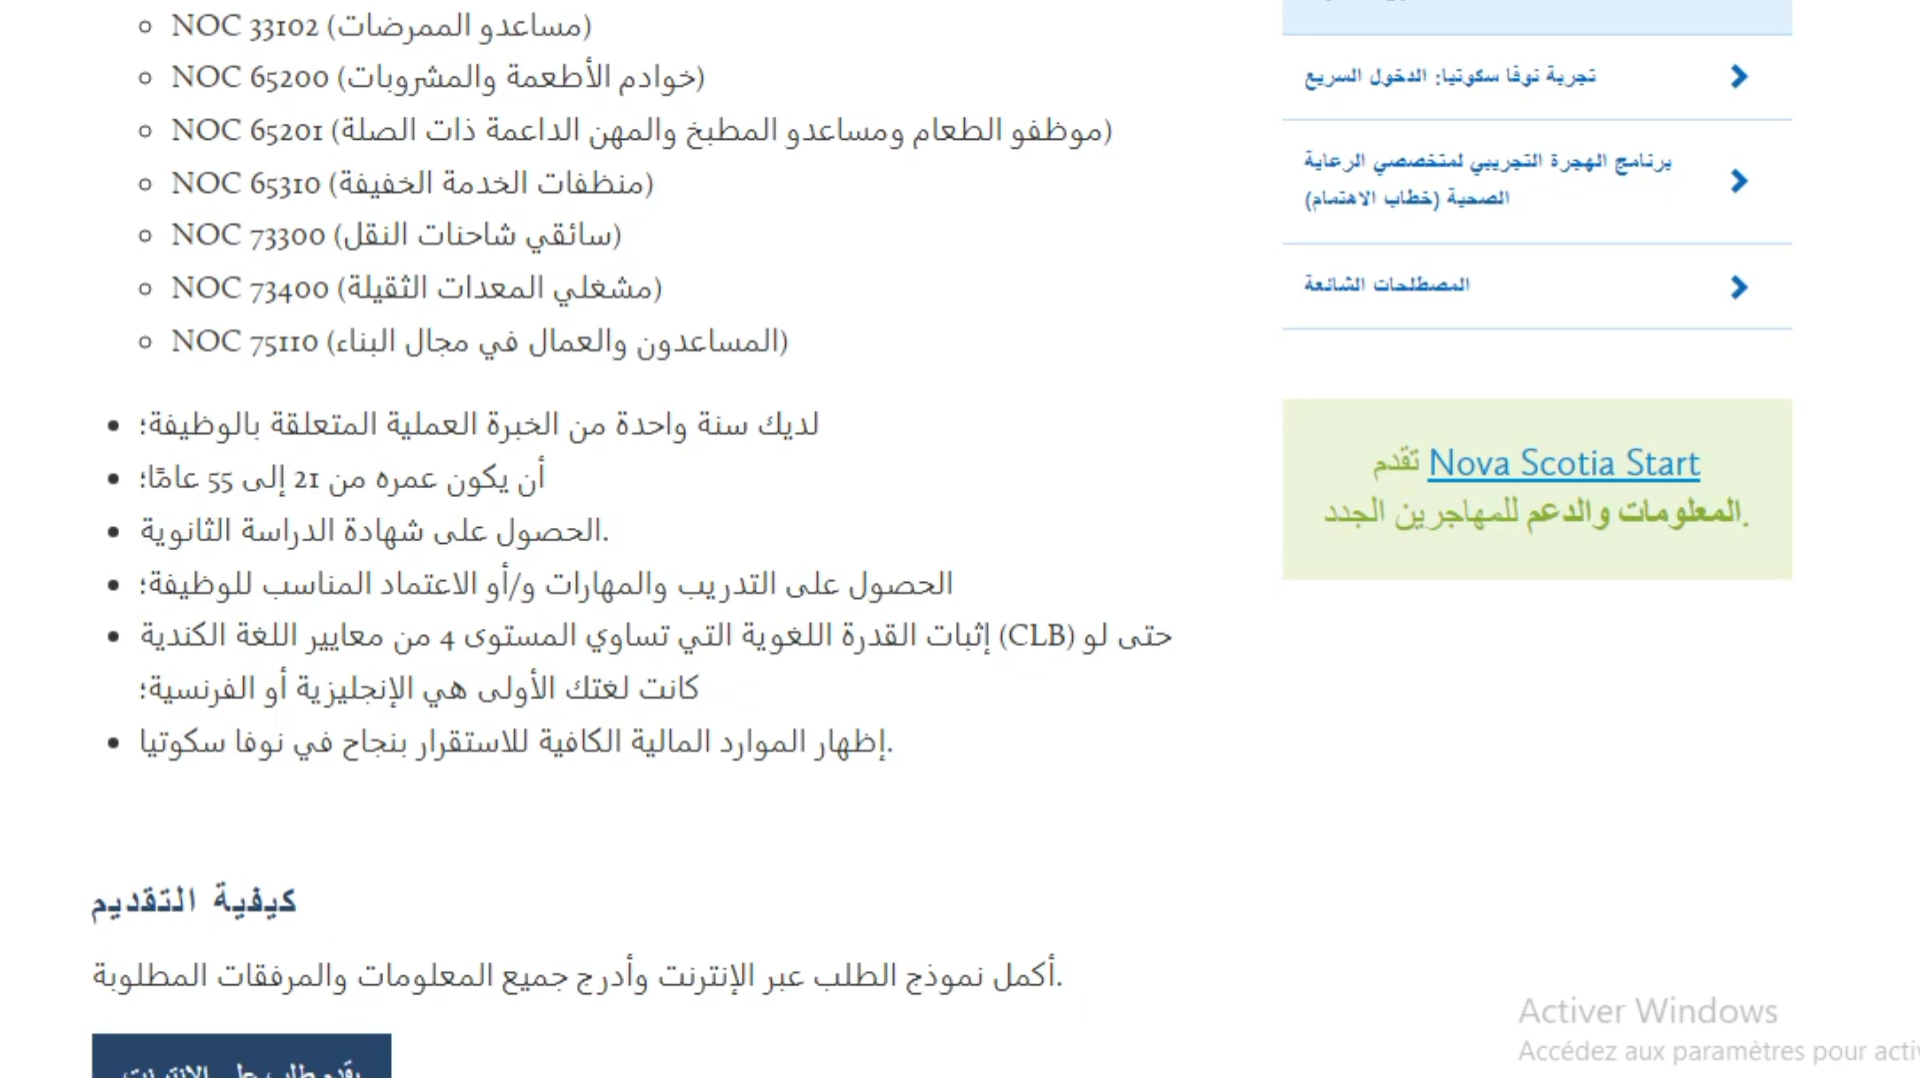 NOC 33102 (مساعدو الممرضات)
NOC 65200 (خوادم الأطعمة والمشروبات)
NOC 65201 (موظفو الطعام ومساعدو المطبخ والمهن الداعمة ذات الصلة)
NOC 65310 (منظفات الخدمة الخفيفة)
NOC 73300 (سائقي شاحنات النقل)
NOC 73400 (مشغلي المعدات الثقيلة)
NOC 75110 (المساعدون والعمال في مجال البناء)
لديك سنة واحدة من الخبرة العملية المتعلقة بالوظيفة؛
أن يكون عمره من 21 إلى 55 عامًا؛
الحصول على شهادة الدراسة الثانوية.
الحصول على التدريب والمهارات و/أو الاعتماد المناسب للوظيفة؛
إثبات القدرة اللغوية التي تساوي المستوى 4 من معايير اللغة الكندية (CLB) حتى لو
كانت لغتك الأولى هي الإنجليزية أو الفرنسية؛
إظهار الموارد المالية الكافية للاستقرار بنجاح في نوفا سكوتيا.
كيفية التقديم
أكمل نموذج الطلب عبر الإنترنت وأدرج جميع المعلومات والمرفقات المطلوبة.
تجربة نوفا سكوتيا: الدخول السريع
برنامج الهجرة التجريبي لمتخصصي الرعاية
الصحية (خطاب الاهتمام)
المصطلحات الشائعة
تقدم Nova Scotia Start
المعلومات والدعم للمهاجرين الجدد.
Activer Windows
Accédez aux paramètres pour